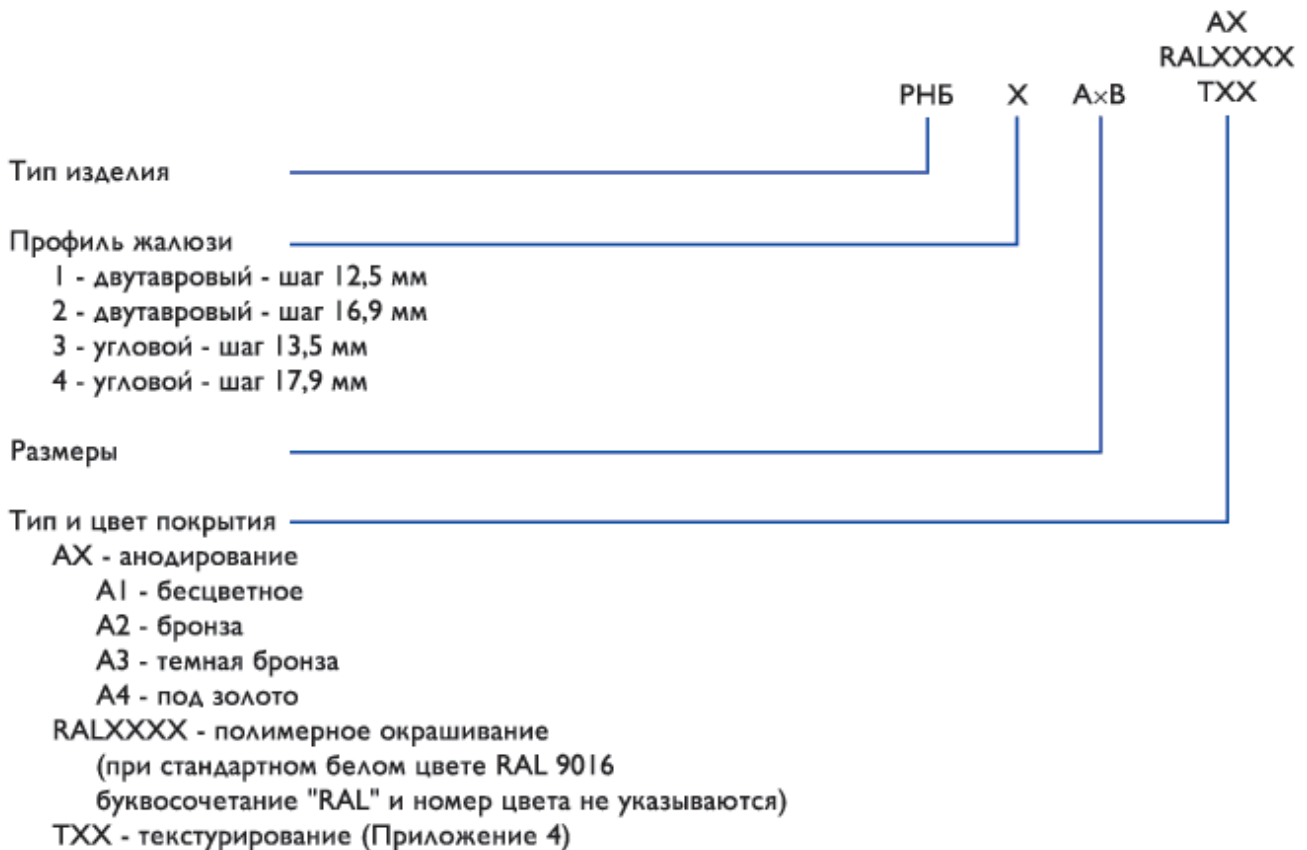 АХ
RALXXXX
РНБ Х А×В ТХХ
Тип изделия
Профиль жалюзи
1 - двутавровый - шаг 12,5 мм
2 - двутавровый - шаг 16,9 мм
3 - угловой - шаг 13,5 мм
4 - угловой - шаг 17,9 мм
Размеры
Тип и цвет покрытия
АХ - анодирование
А1 - бесцветное
А2 - бронза
А3 - темная бронза
А4 - под золото
RALXXXX - полимерное окрашивание
(при стандартном белом цвете RAL 9016
буквосочетание "RAL" и номер цвета не указываются)
ТХХ - текстурирование (Приложение 4)